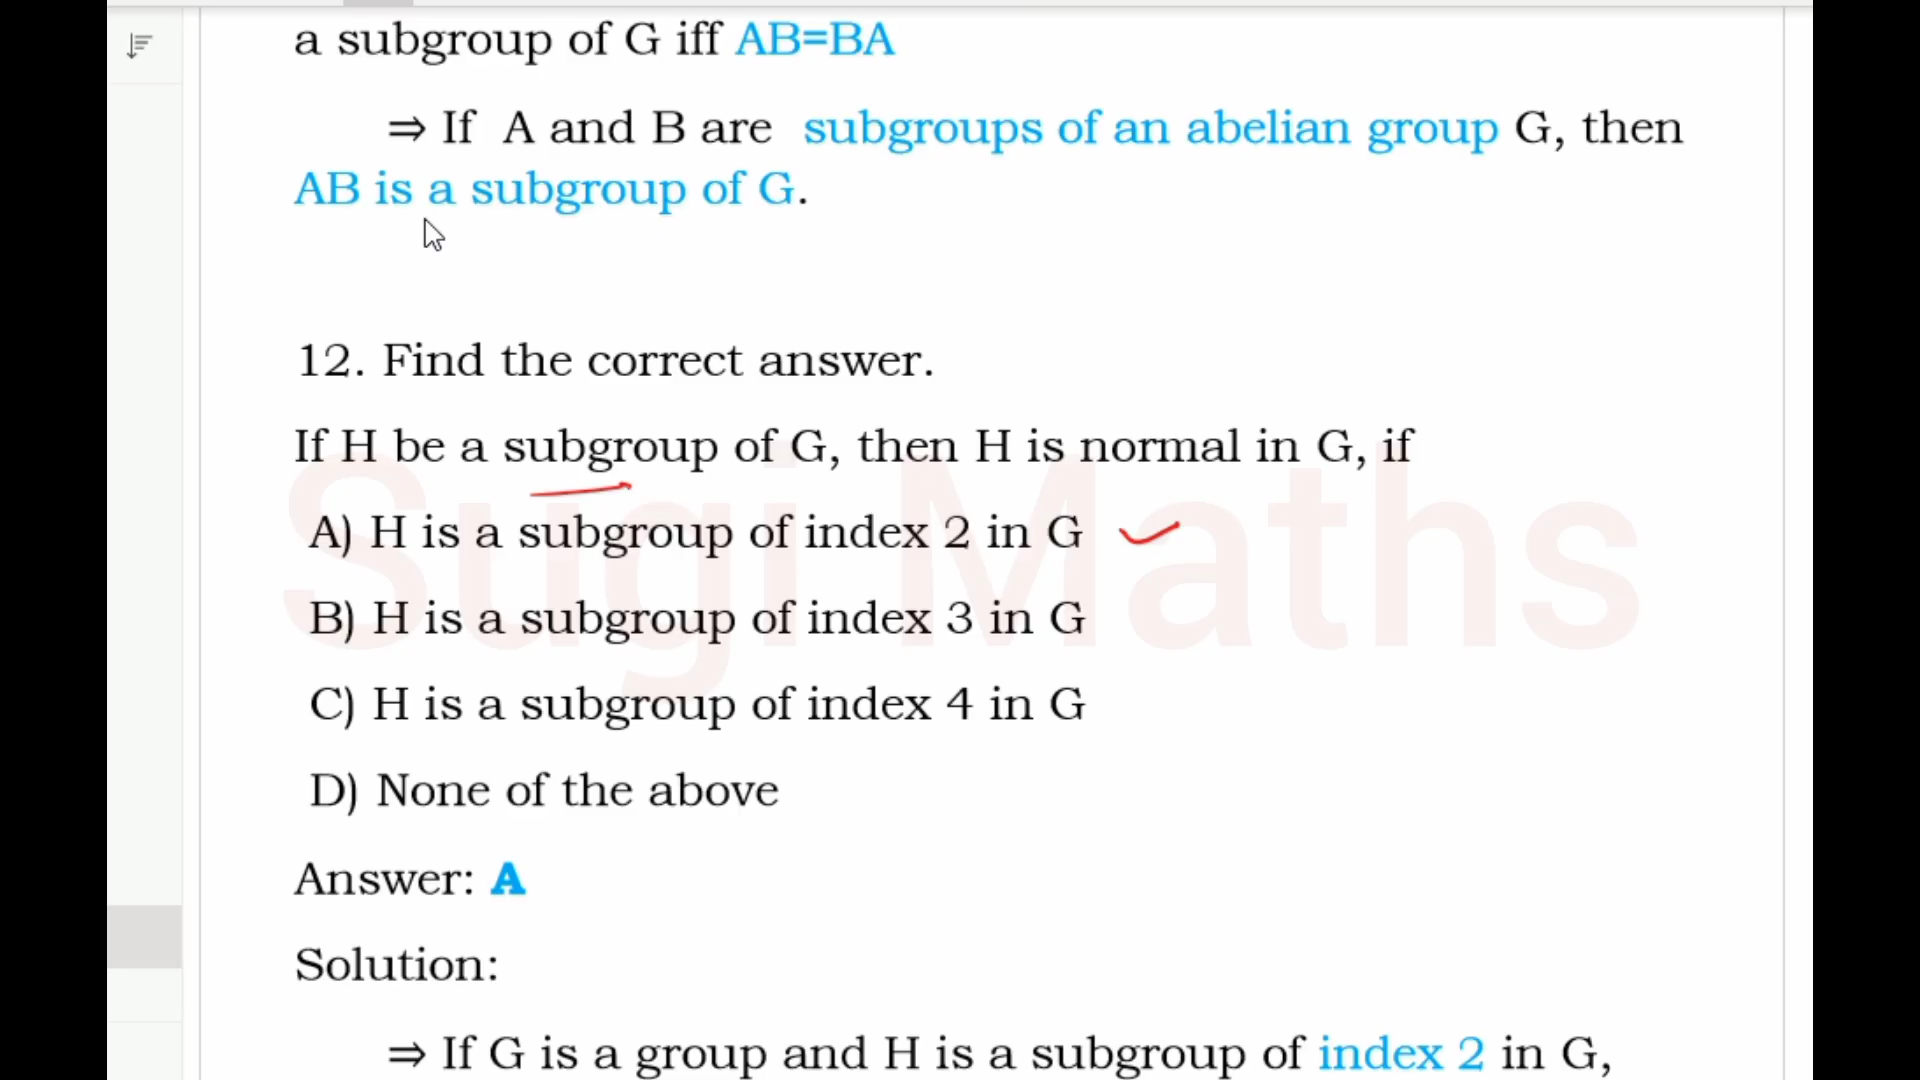 a subgroup of G iff AB=BA
⇒ If A and B are subgroups of an abelian group G, then
AB is a subgroup of G.
12. Find the correct answer.
If H be a subgroup of G, then H is normal in G, if
A) H is a subgroup of index 2 in G
B) H is a subgroup of index 3 in G
C) H is a subgroup of index 4 in G
D) None of the above
Answer: A
Solution:
⇒ If G is a group and H is a subgroup of index 2 in G,
Sugi Maths